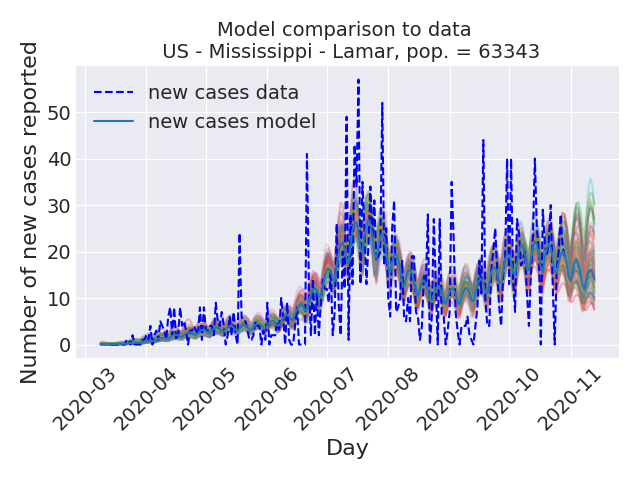 Model comparison to data
US - Mississippi - Lamar, pop. = 63343
Number of new cases reported
50
40
30
20
10
0
new cases data
new cases model
2020-03
2020-04
2020-05
2020-06
2020-07
2020-08
2020-09
2020-10
2020-11
Day